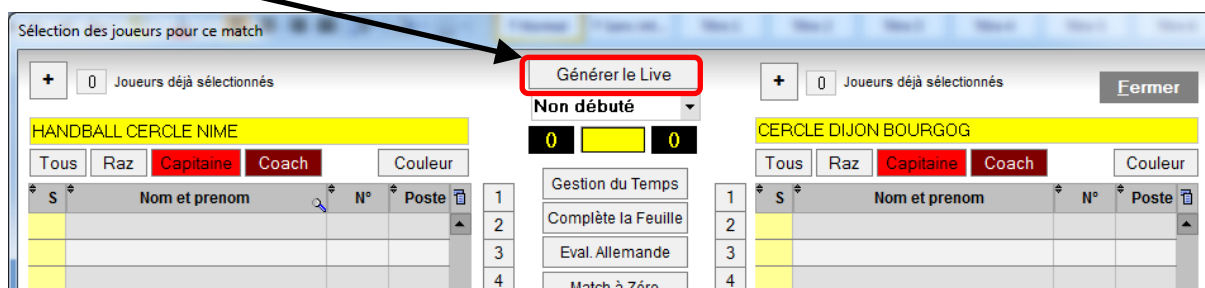 Sélection des joueurs pour ce match
+ 0 Joueurs déjà sélectionnés
Générer le Live
+ 0 Joueurs déjà sélectionnés
Fermer
Non débuté
HANDBALL CERCLE NIME
0 0
CERCLE DIJON BOURGOG
Tous Raz Capitaine Coach Couleur
Tous Raz Capitaine Coach Couleur
S Nom et prenom N° Poste
S Nom et prenom N° Poste
Gestion du Temps
1 1
Complète la Feuille
2 2
Eval. Allemande
3 3
Match à Zéro
4 4